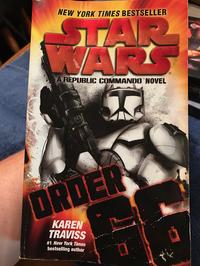 NEW YORK TIMES BESTSELLER
STAR
WARS
A REPUBLIC COMMANDO NOVEL
ORDER
66
KAREN
TRAVISS
#1 New York Times
bestselling author